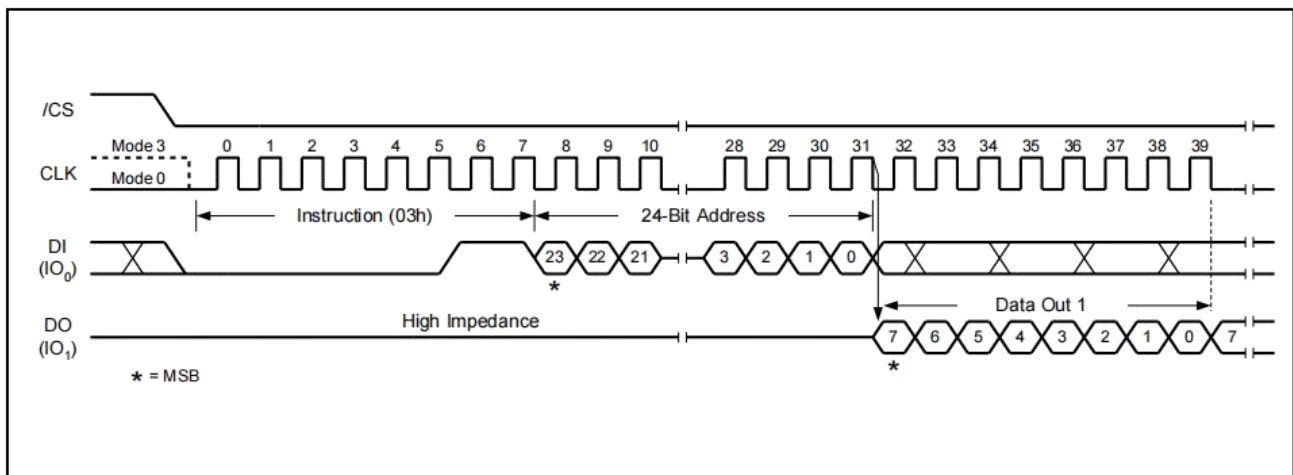 /CS
Mode 3 0 1 2 3 4 5 6 7 8 9 10 28 29 30 31 32 33 34 35 36 37 38 39
CLK Mode 0
Instruction (03h) 24-Bit Address
DI
(IO₀) 23 22 21 3 2 1 0
*
Data Out 1
High Impedance
DO
(IO₁) 7 6 5 4 3 2 1 0 7
* = MSB *